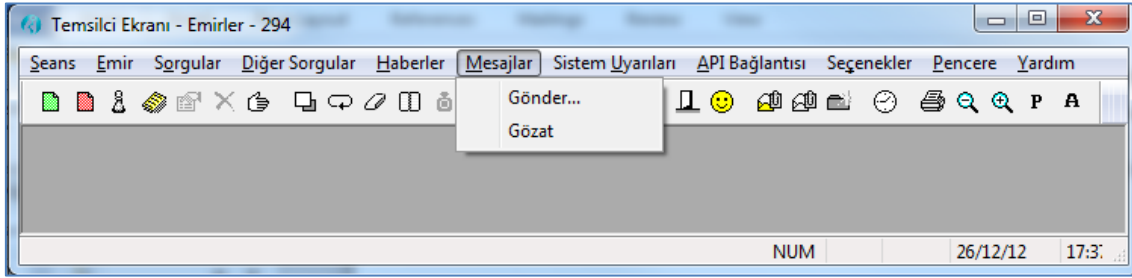 Temsilci Ekranı - Emirler - 294
Seans Emir Sorgular Diğer Sorgular Haberler Mesajlar Sistem Uyarıları API Bağlantısı Seçenekler Pencere Yardım
P A
Gönder...
Gözat
NUM 26/12/12